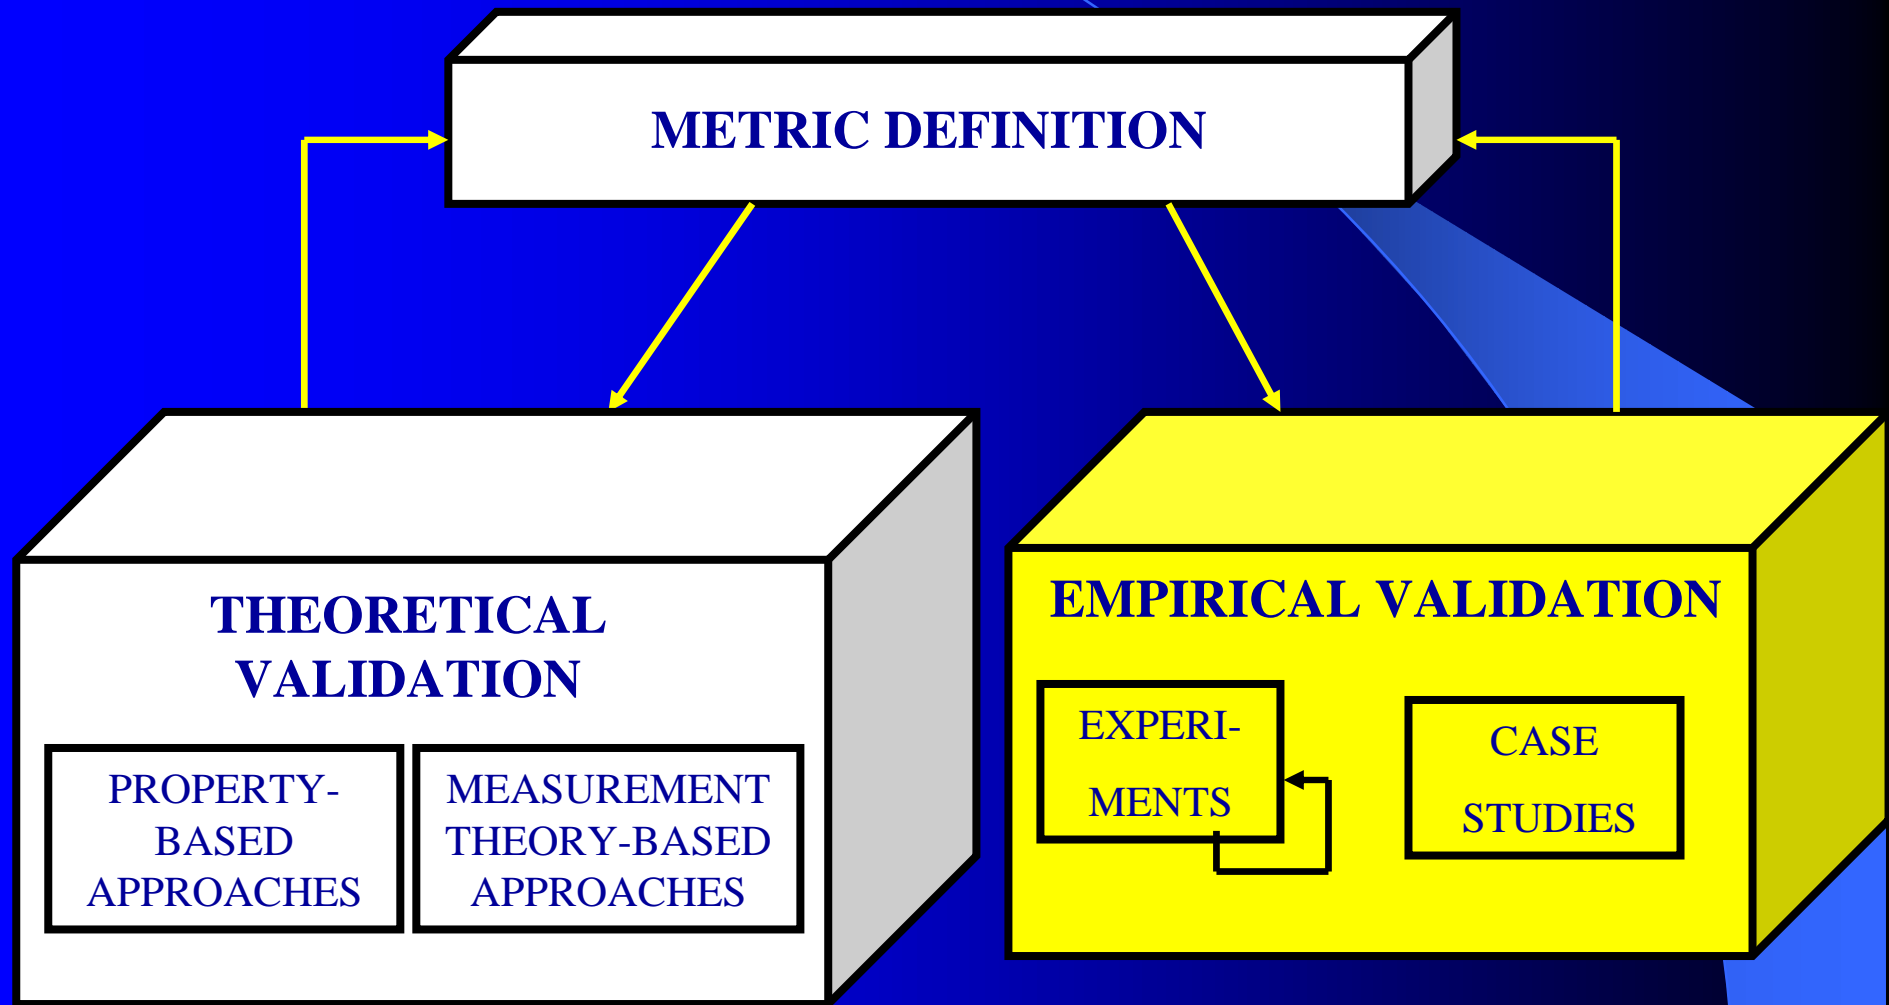 METRIC DEFINITION
THEORETICAL
VALIDATION
PROPERTY-
BASED
APPROACHES
MEASUREMENT
THEORY-BASED
APPROACHES
EMPIRICAL VALIDATION
EXPERI-
MENTS
CASE
STUDIES